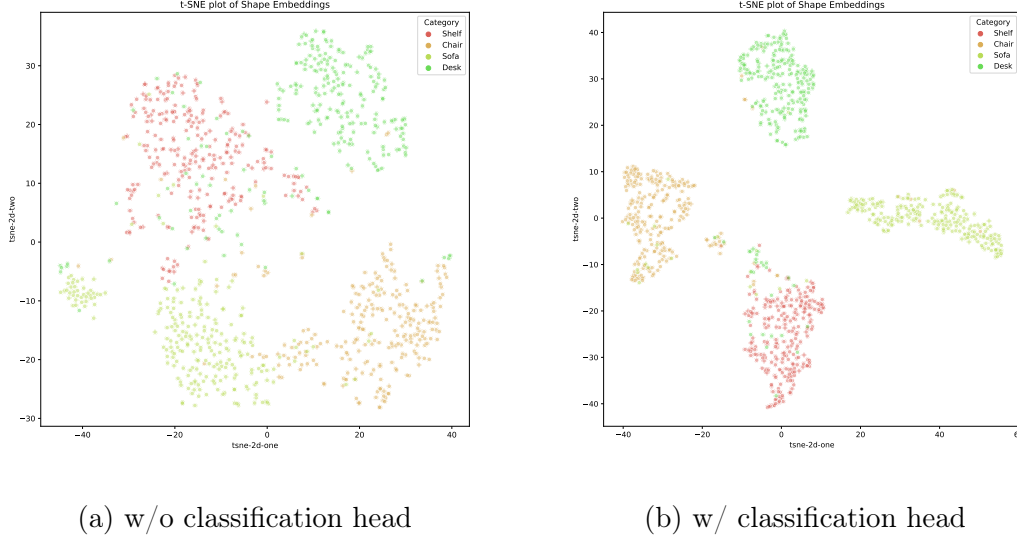 t-SNE plot of Shape Embeddings
Category
Shelf
Chair
Sofa
Desk
30
20
10
0
−10
−20
−30
tsne-2d-two
−40
−20
0
20
40
tsne-2d-one
(a) w/o classification head
t-SNE plot of Shape Embeddings
Category
Shelf
Chair
Sofa
Desk
40
30
20
10
0
−10
−20
−30
−40
tsne-2d-two
−40
−20
0
20
40
tsne-2d-one
(b) w/ classification head